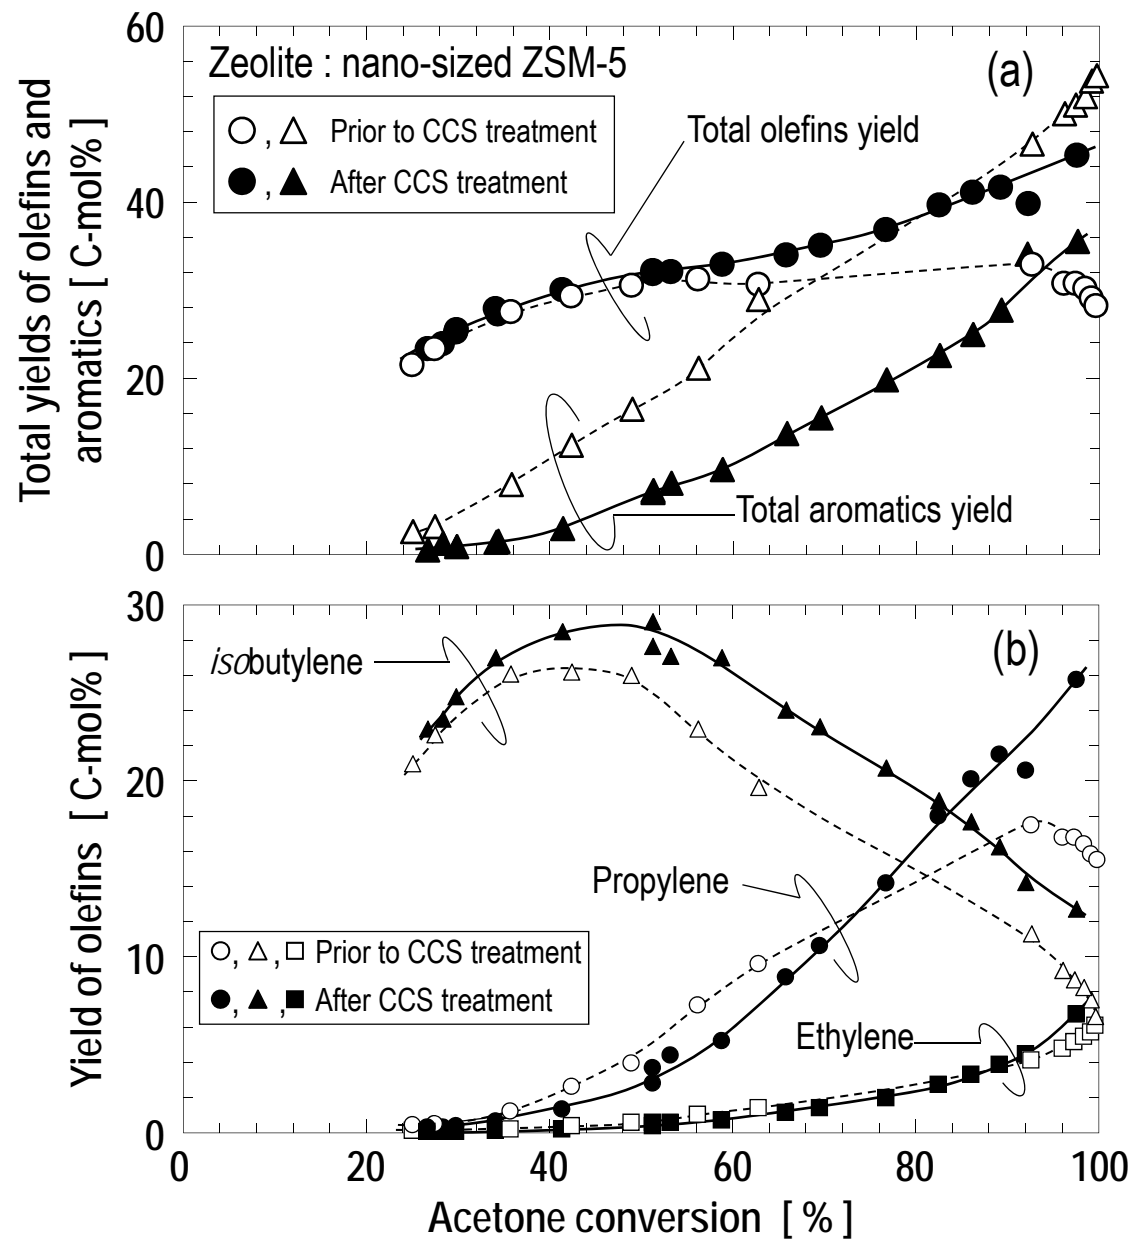 60
40
20
0
Total yields of olefins and
aromatics [ C-mol% ]
Zeolite : nano-sized ZSM-5
(a)
, Prior to CCS treatment
, After CCS treatment
Total olefins yield
Total aromatics yield
30
20
10
0
Yield of olefins [ C-mol% ]
(b)
isobutylene
Propylene
, , Prior to CCS treatment
, , After CCS treatment
Ethylene
0 20 40 60 80 100
Acetone conversion [ % ]